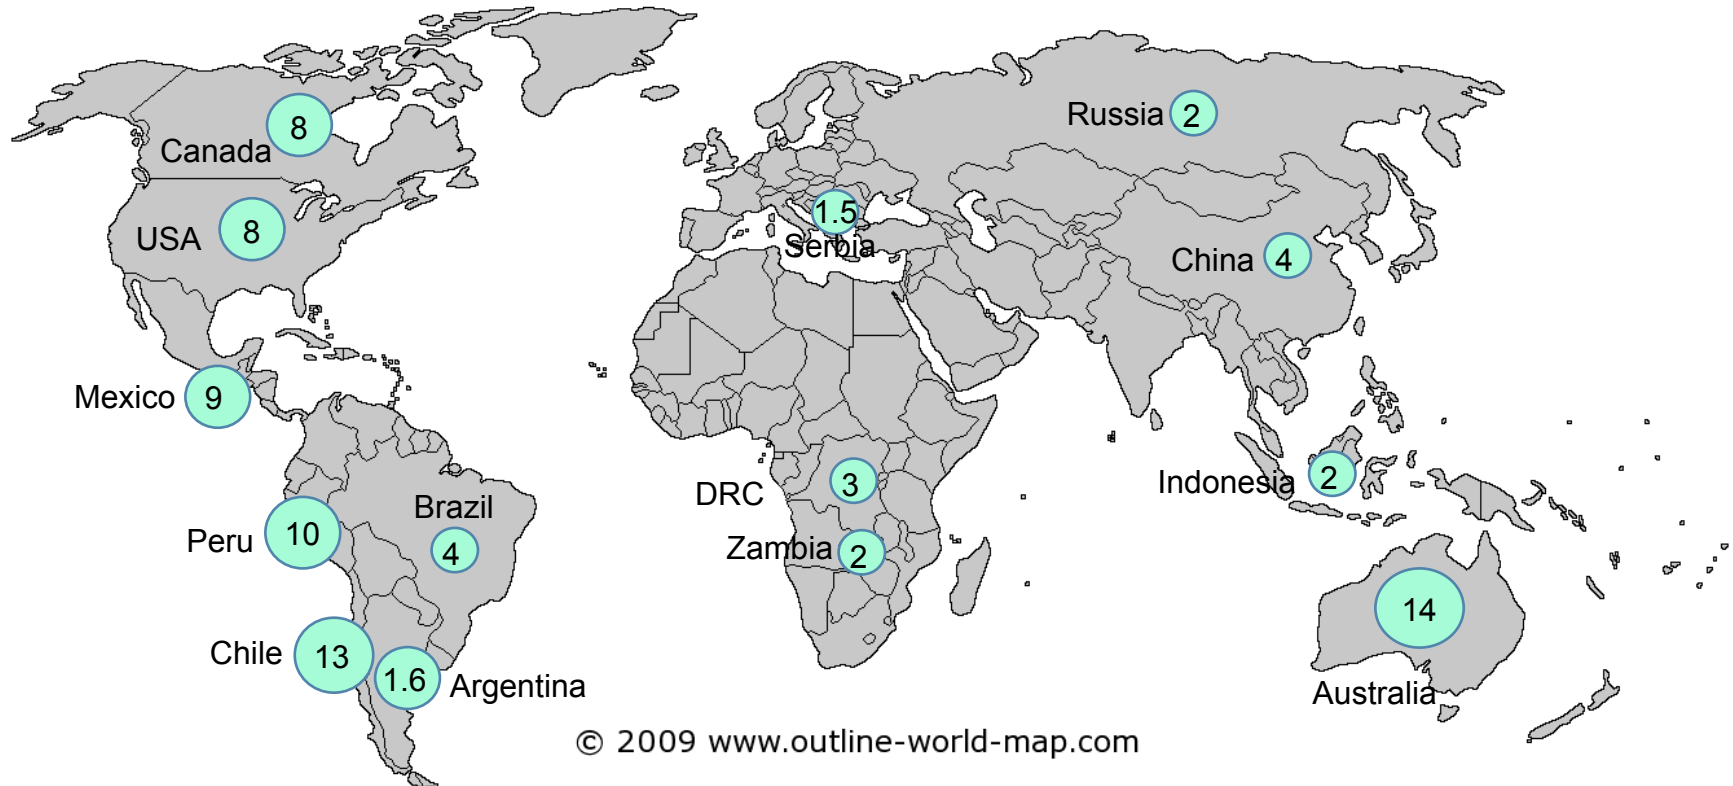 Russia 2
8
Canada
1.5
Serbia
USA 8
China 4
Mexico 9
DRC 3
Indonesia 2
Brazil
4
Peru 10
Zambia 2
14
Australia
Chile 13
1.6 Argentina
© 2009 www.outline-world-map.com